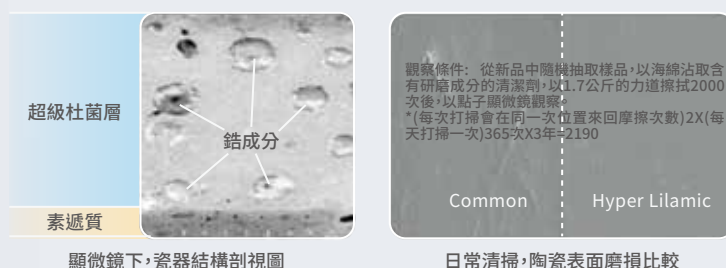 超級杜菌層
鋯成分
素遞質
顯微鏡下,瓷器結構剖視圖
觀察條件: 從新品中隨機抽取樣品,以海綿沾取含
有研磨成分的清潔劑,以1.7公斤的力道擦拭2000
次後,以點子顯微鏡觀察。
*(每次打掃會在同一次位置來回摩擦次數)2X(每
天打掃一次)365次X3年=2190
Common
Hyper Lilamic
日常清掃,陶瓷表面磨損比較